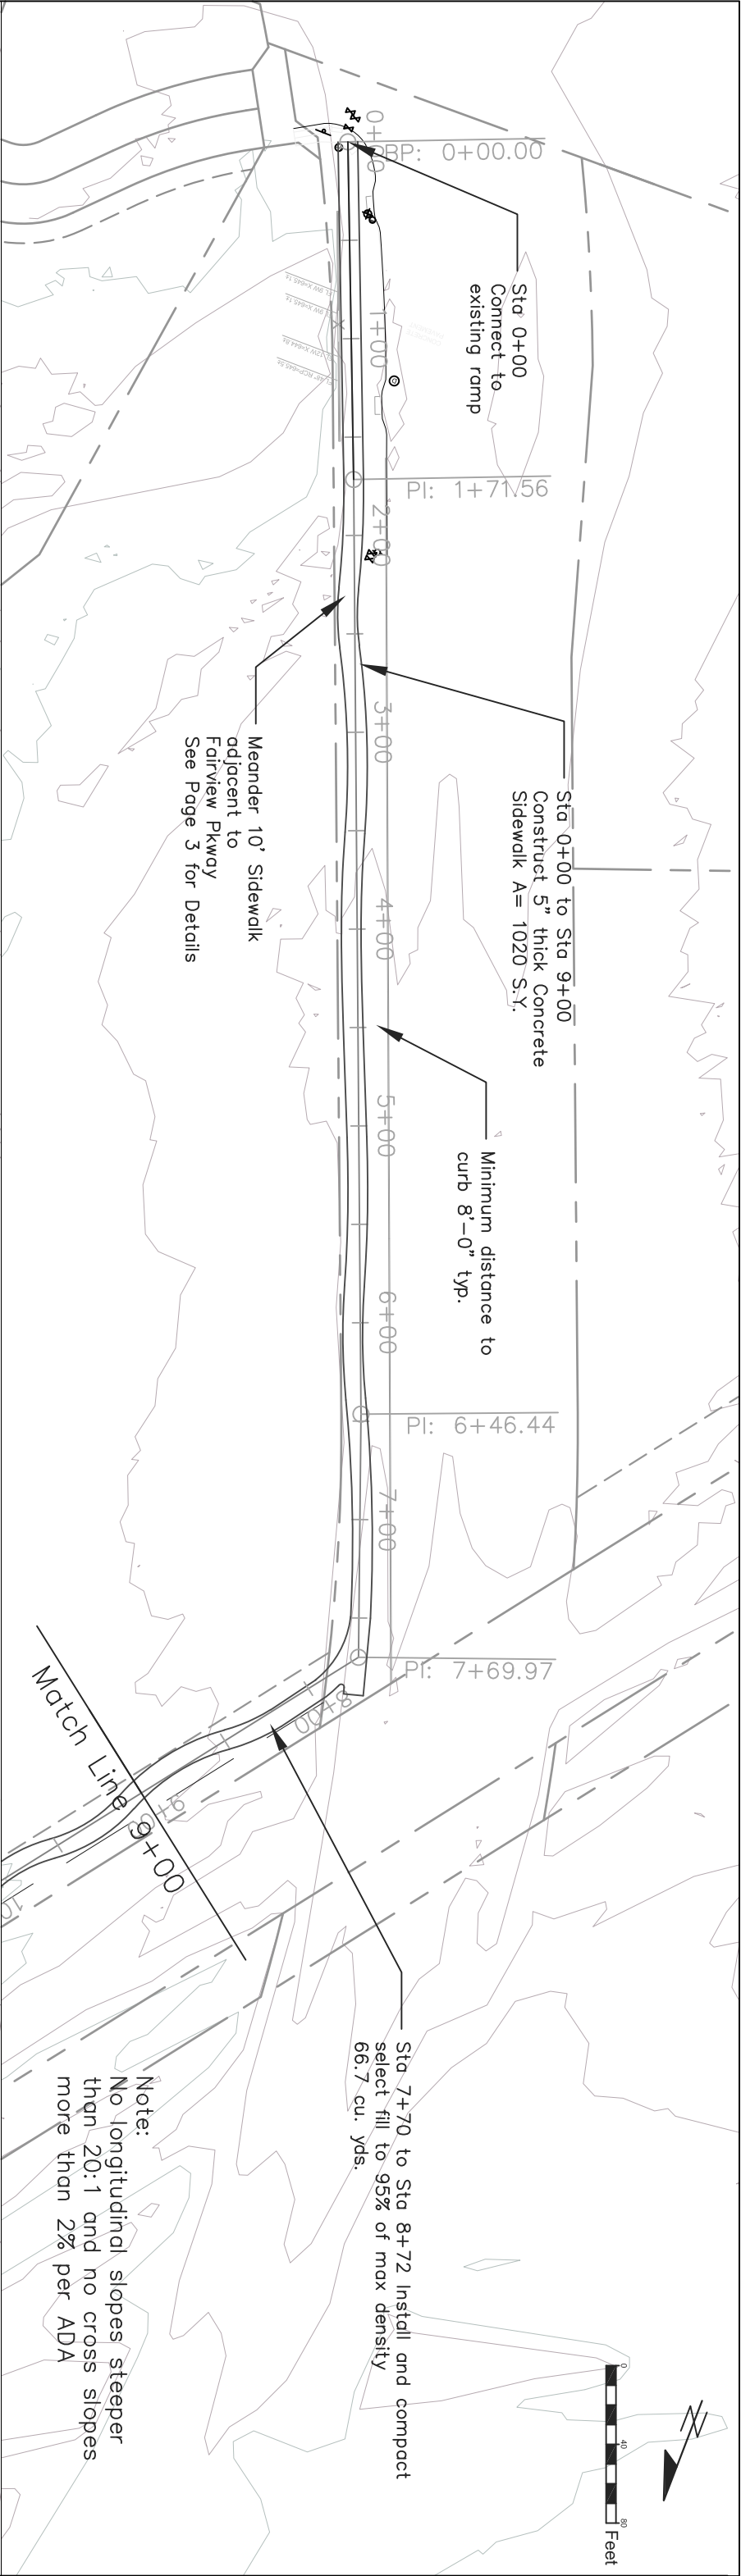 0+00
BP: 0+00.00
Sta 0+00
Connect to
existing ramp
1+00
PI: 1+71.56
2+00
Meander 10' Sidewalk
adjacent to
Fairview Pkway
See Page 3 for Details
3+00
Sta 0+00 to Sta 9+00
Construct 5" thick Concrete
Sidewalk A= 1020 S.Y.
4+00
Minimum distance to
curb 8'-0" typ.
5+00
6+00
PI: 6+46.44
7+00
PI: 7+69.97
8+00
9+00
Match Line 9+00
Sta 7+70 to Sta 8+72 Install and compact
select fill to 95% of max density
66.7 cu. yds.
Note:
No longitudinal slopes steeper
than 20:1 and no cross slopes
more than 2% per ADA
0 40 80
Feet